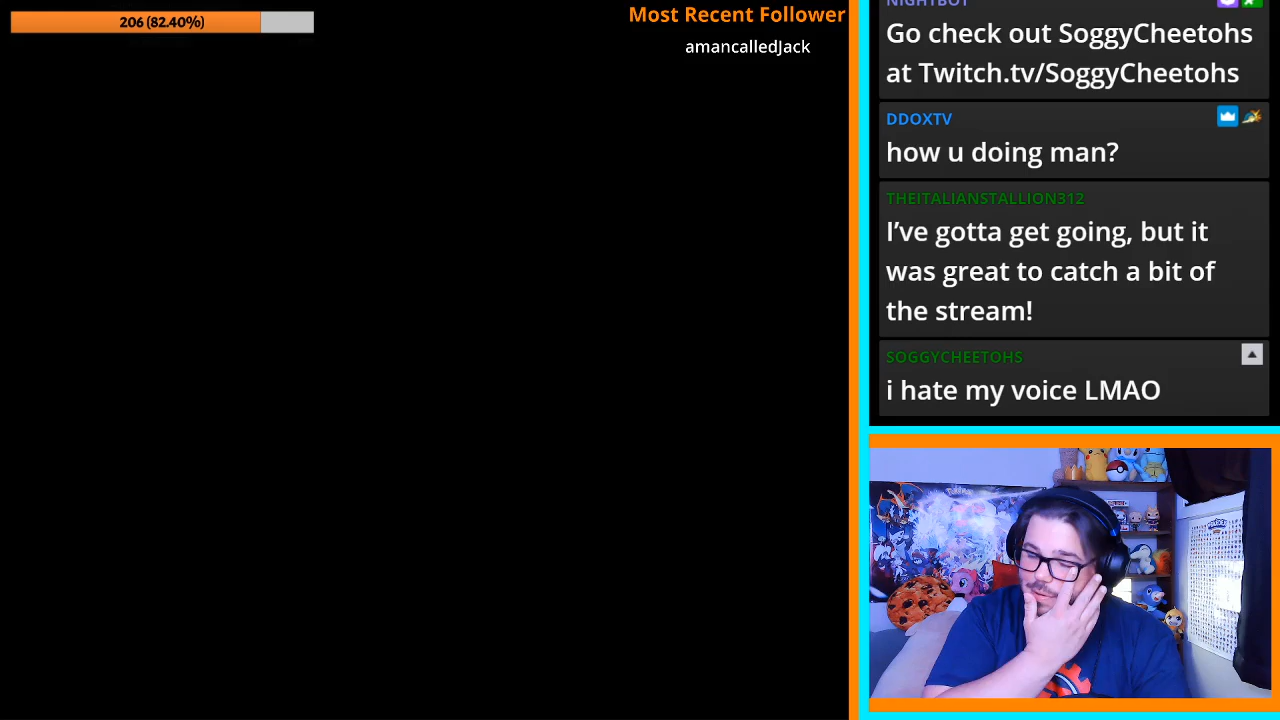 206 (82.40%)
Most Recent Follower
amancalledJack
NIGHTBOT
Go check out SoggyCheetohs
at Twitch.tv/SoggyCheetohs
DDOXTV
how u doing man?
THEITALIANSTALLION312
I’ve gotta get going, but it
was great to catch a bit of
the stream!
SOGGYCHEETOHS
i hate my voice LMAO